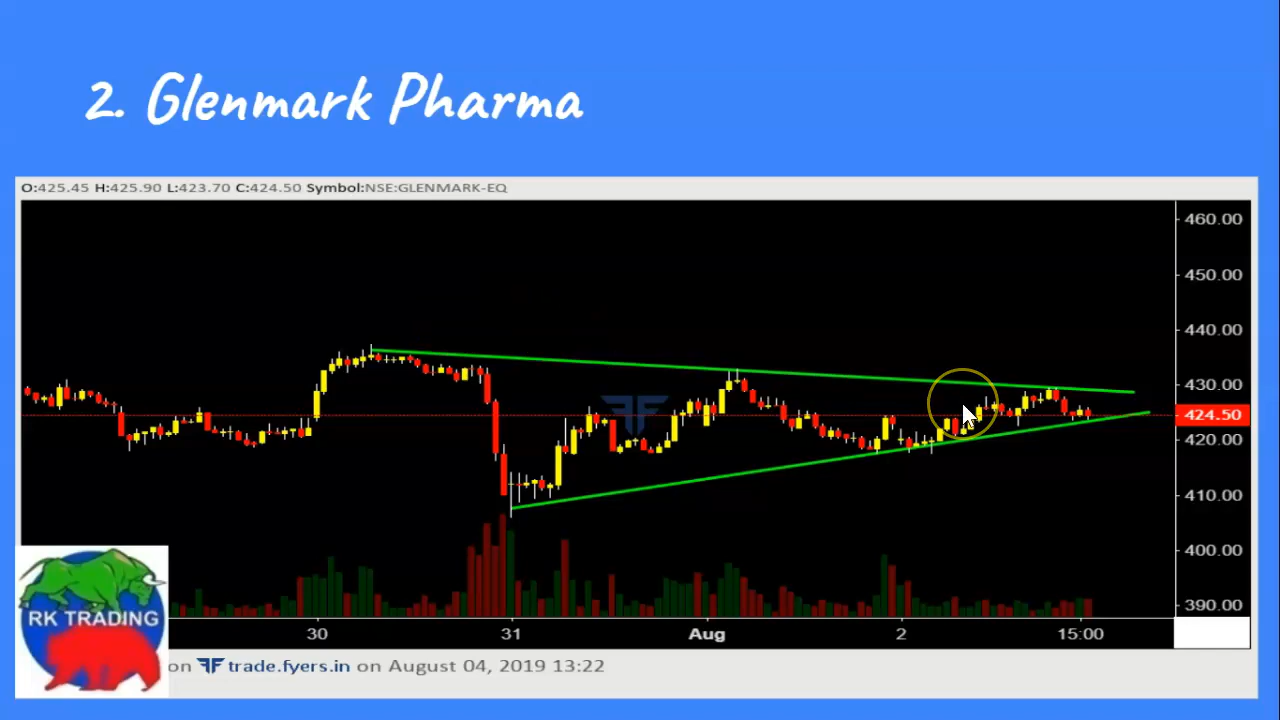 2. Glenmark Pharma
O:425.45 H:425.90 L:423.70 C:424.50 Symbol:NSE:GLENMARK-EQ
460.00
450.00
440.00
430.00
424.50
420.00
410.00
400.00
390.00
RK TRADING
30 31 Aug 2 15:00
on trade.fyers.in on August 04, 2019 13:22